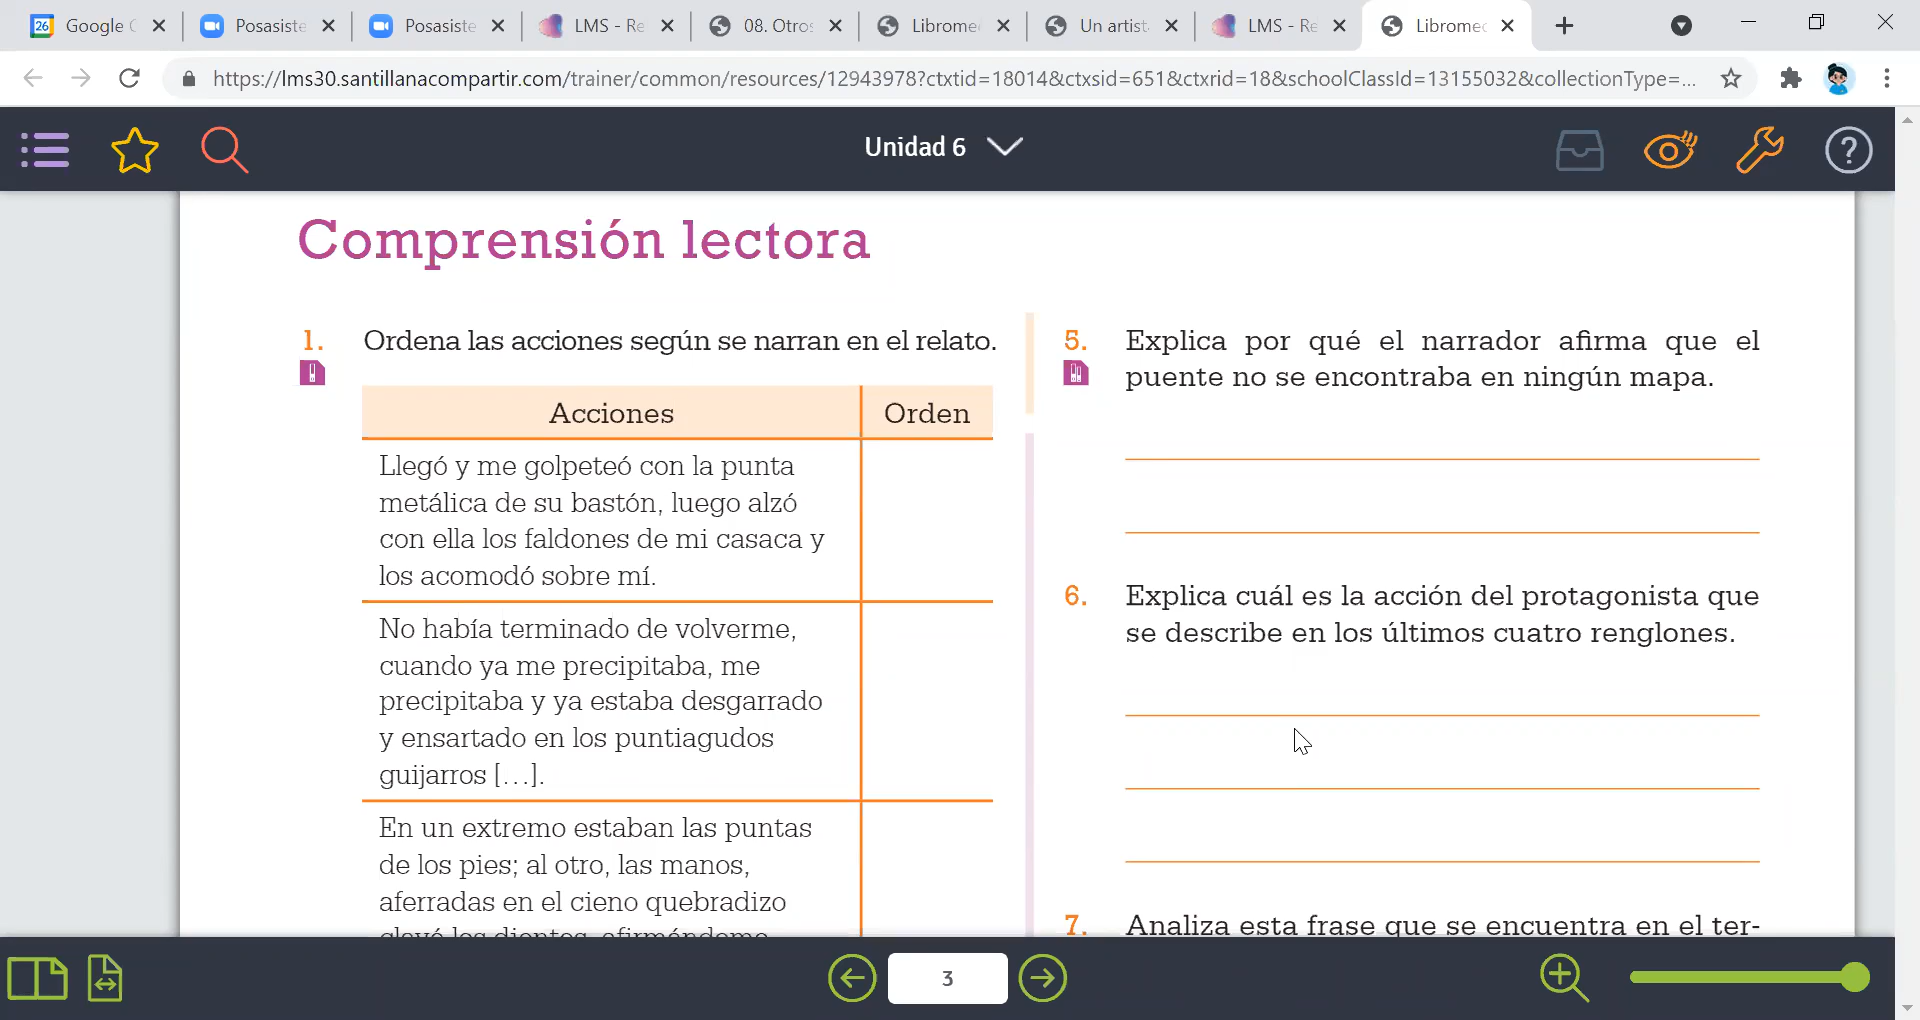 26 Google C
Posasiste
Posasiste
LMS - Re
08. Otros
Librome
Un artist
LMS - Re
Librome
https://lms30.santillanacompartir.com/trainer/common/resources/12943978?ctxtid=18014&ctxsid=651&ctxrid=18&schoolClassId=13155032&collectionType=...
Unidad 6
?
Comprensión lectora
1. Ordena las acciones según se narran en el relato.
Acciones Orden
Llegó y me golpeteó con la punta
metálica de su bastón, luego alzó
con ella los faldones de mi casaca y
los acomodó sobre mí.
No había terminado de volverme,
cuando ya me precipitaba, me
precipitaba y ya estaba desgarrado
y ensartado en los puntiagudos
guijarros [...].
En un extremo estaban las puntas
de los pies; al otro, las manos,
aferradas en el cieno quebradizo
clavé los dientes, afirmándome
5. Explica por qué el narrador afirma que el
puente no se encontraba en ningún mapa.
6. Explica cuál es la acción del protagonista que
se describe en los últimos cuatro renglones.
7. Analiza esta frase que se encuentra en el ter-
3